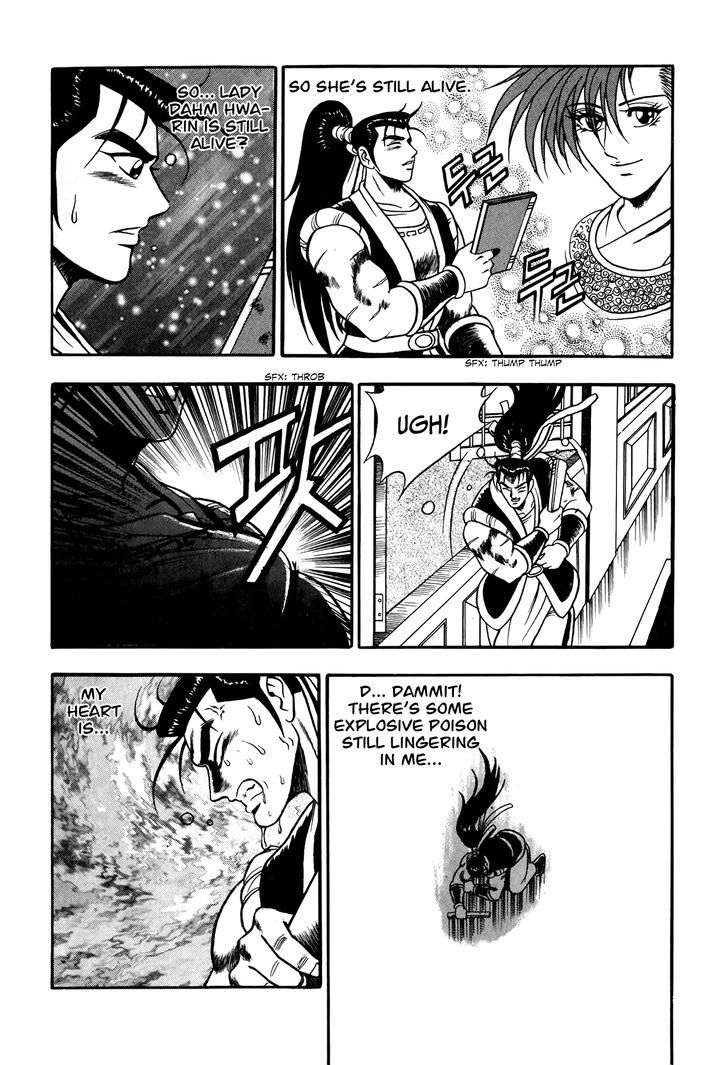 SO... LADY
DAHM HWA-
RIN IS STILL
ALIVE?
SO SHE'S STILL ALIVE.
두근
두근
SFX: THUMP THUMP
SFX: THROB
팟
UGH!
MY
HEART
IS...
D... DAMMIT!
THERE'S SOME
EXPLOSIVE POISON
STILL LINGERING
IN ME...